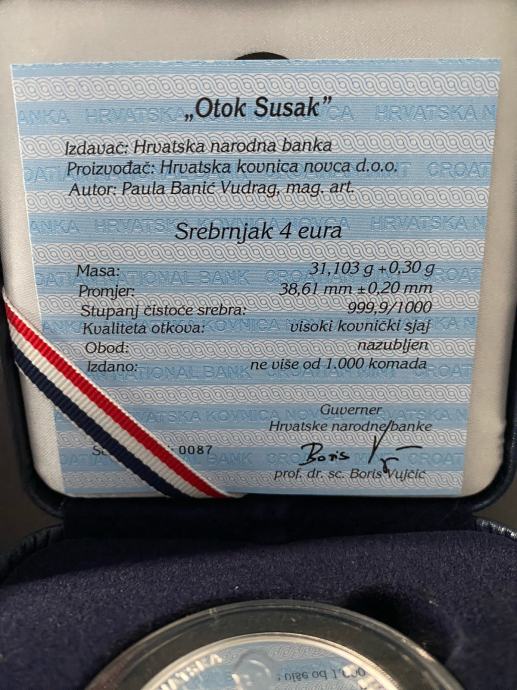 „Otok Susak”
Izdavač: Hrvatska narodna banka
Proizvođač: Hrvatska kovnica novca d.o.o.
Autor: Paula Banić Vudrag, mag. art.
Srebrnjak 4 eura
Masa: 31,103 g +0,30 g
Promjer: 38,61 mm ±0,20 mm
Stupanj čistoće srebra: 999,9/1000
Kvaliteta otkova: visoki kovnički sjaj
Obod: nazubljen
Izdano: ne više od 1.000 komada
Guverner
Hrvatske narodne banke
0087
Boris
prof. dr. sc. Boris Vujčić